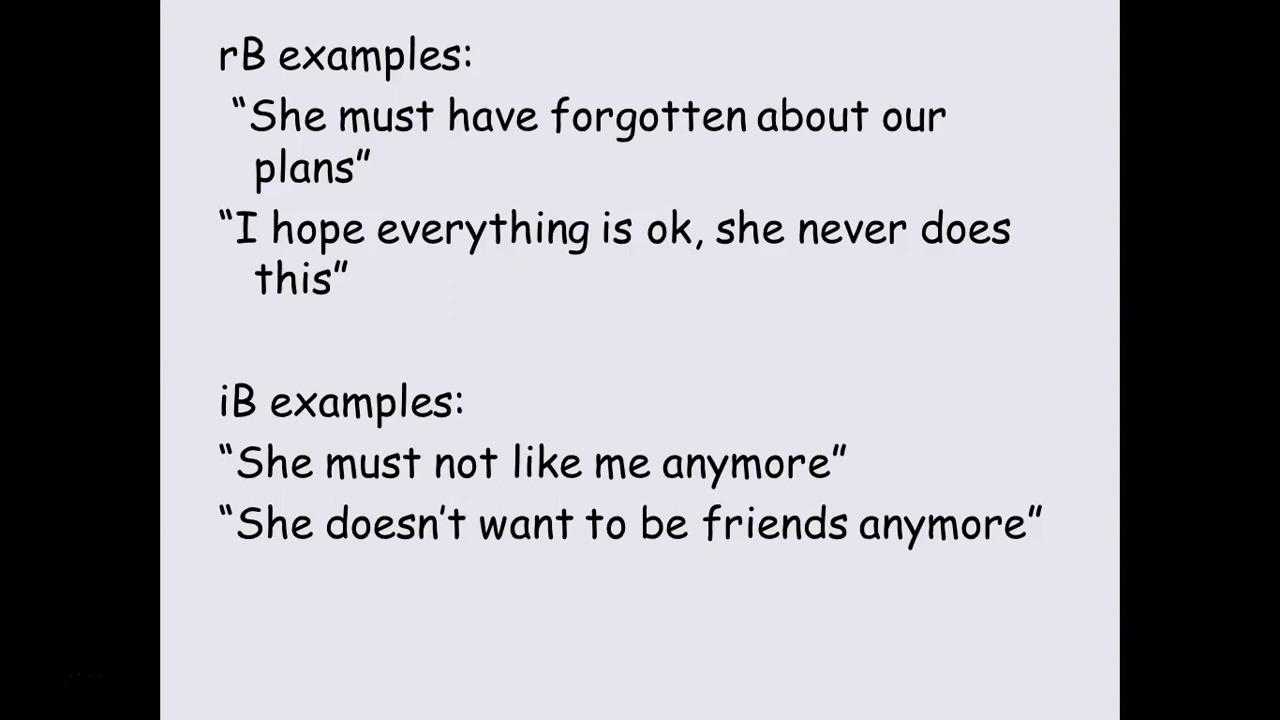 rB examples:
“She must have forgotten about our
plans”
“I hope everything is ok, she never does
this”
iB examples:
“She must not like me anymore”
“She doesn’t want to be friends anymore”